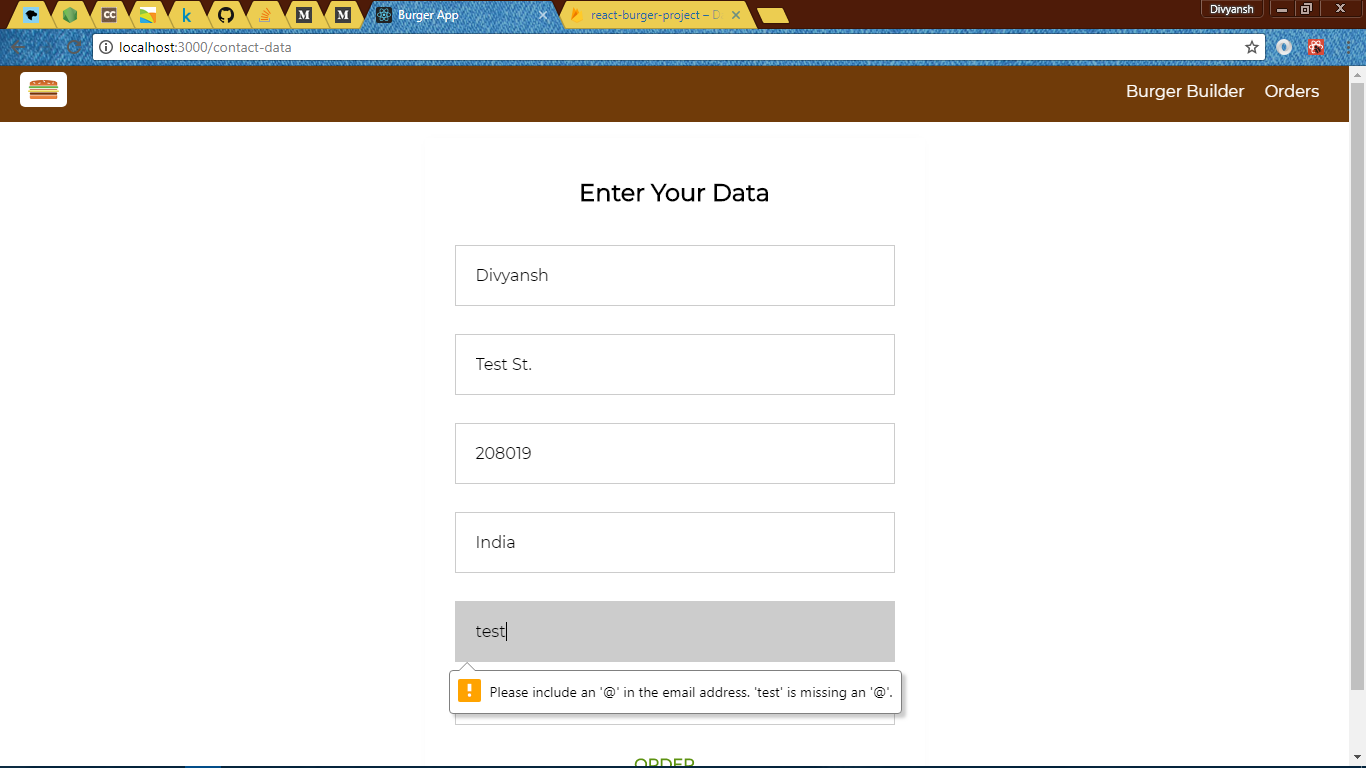 Divyansh
CC
k
M
M
Burger App
react-burger-project – D
localhost:3000/contact-data
Burger Builder
Orders
Enter Your Data
Divyansh
Test St.
208019
India
test
Please include an '@' in the email address. 'test' is missing an '@'.
ORDER